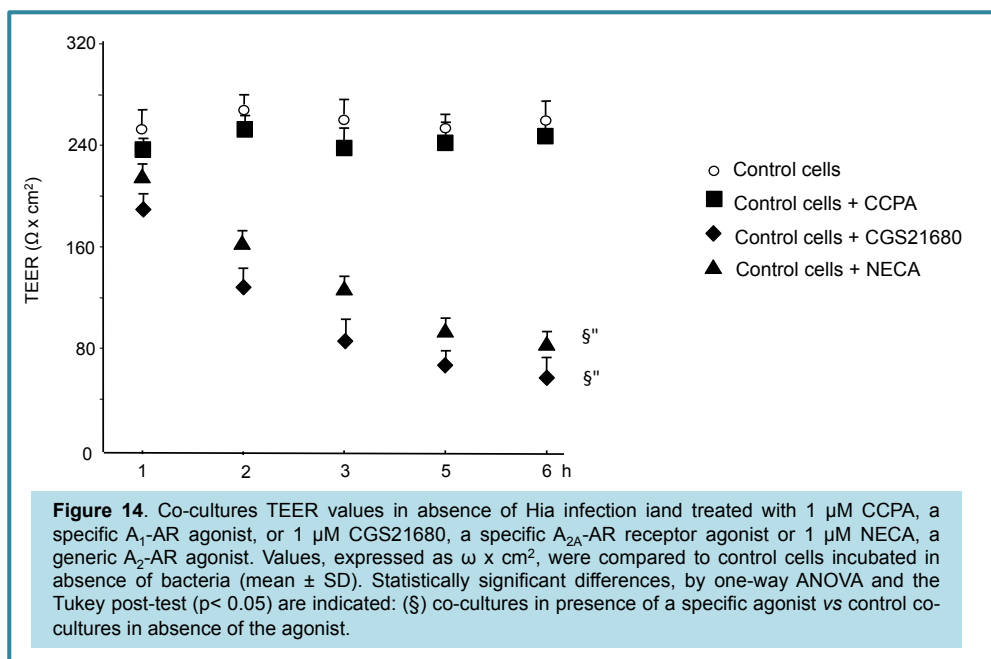 320
240
160
80
0
TEER (Ω x cm²)
1 2 3 5 6 h
§"
§"
Control cells
Control cells + CCPA
Control cells + CGS21680
Control cells + NECA
Figure 14. Co-cultures TEER values in absence of Hia infection iand treated with 1 µM CCPA, a
specific A₁-AR agonist, or 1 µM CGS21680, a specific A₂A-AR receptor agonist or 1 µM NECA,
a generic A₂-AR agonist. Values, expressed as ω x cm², were compared to control cells incubated in
absence of bacteria (mean ± SD). Statistically significant differences, by one-way ANOVA and the
Tukey post-test (p< 0.05) are indicated: (§) co-cultures in presence of a specific agonist vs control co-
cultures in absence of the agonist.